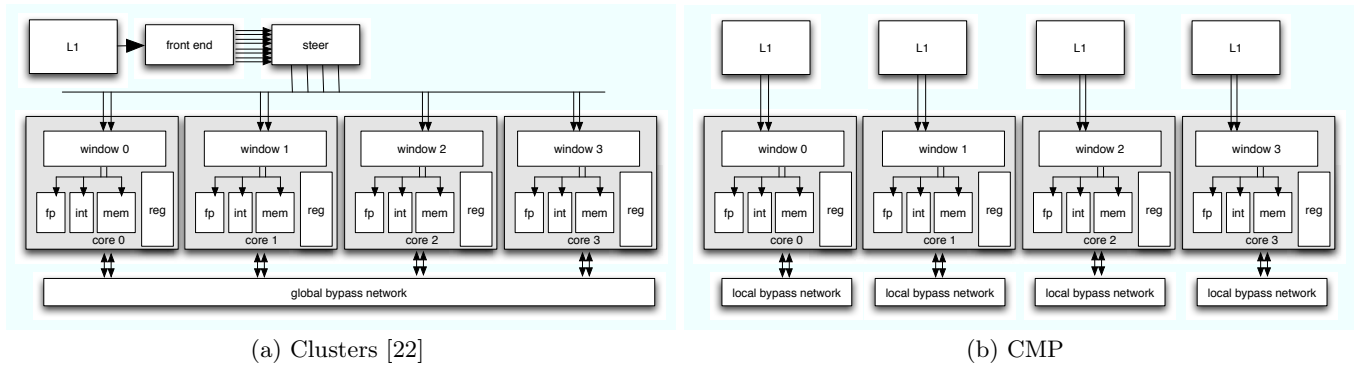 L1
front end
steer
window 0
window 1
window 2
window 3
fp int mem reg
fp int mem reg
fp int mem reg
fp int mem reg
core 0
core 1
core 2
core 3
global bypass network
(a) Clusters [22]
L1
L1
L1
L1
window 0
window 1
window 2
window 3
fp int mem reg
fp int mem reg
fp int mem reg
fp int mem reg
core 0
core 1
core 2
core 3
local bypass network
local bypass network
local bypass network
local bypass network
(b) CMP